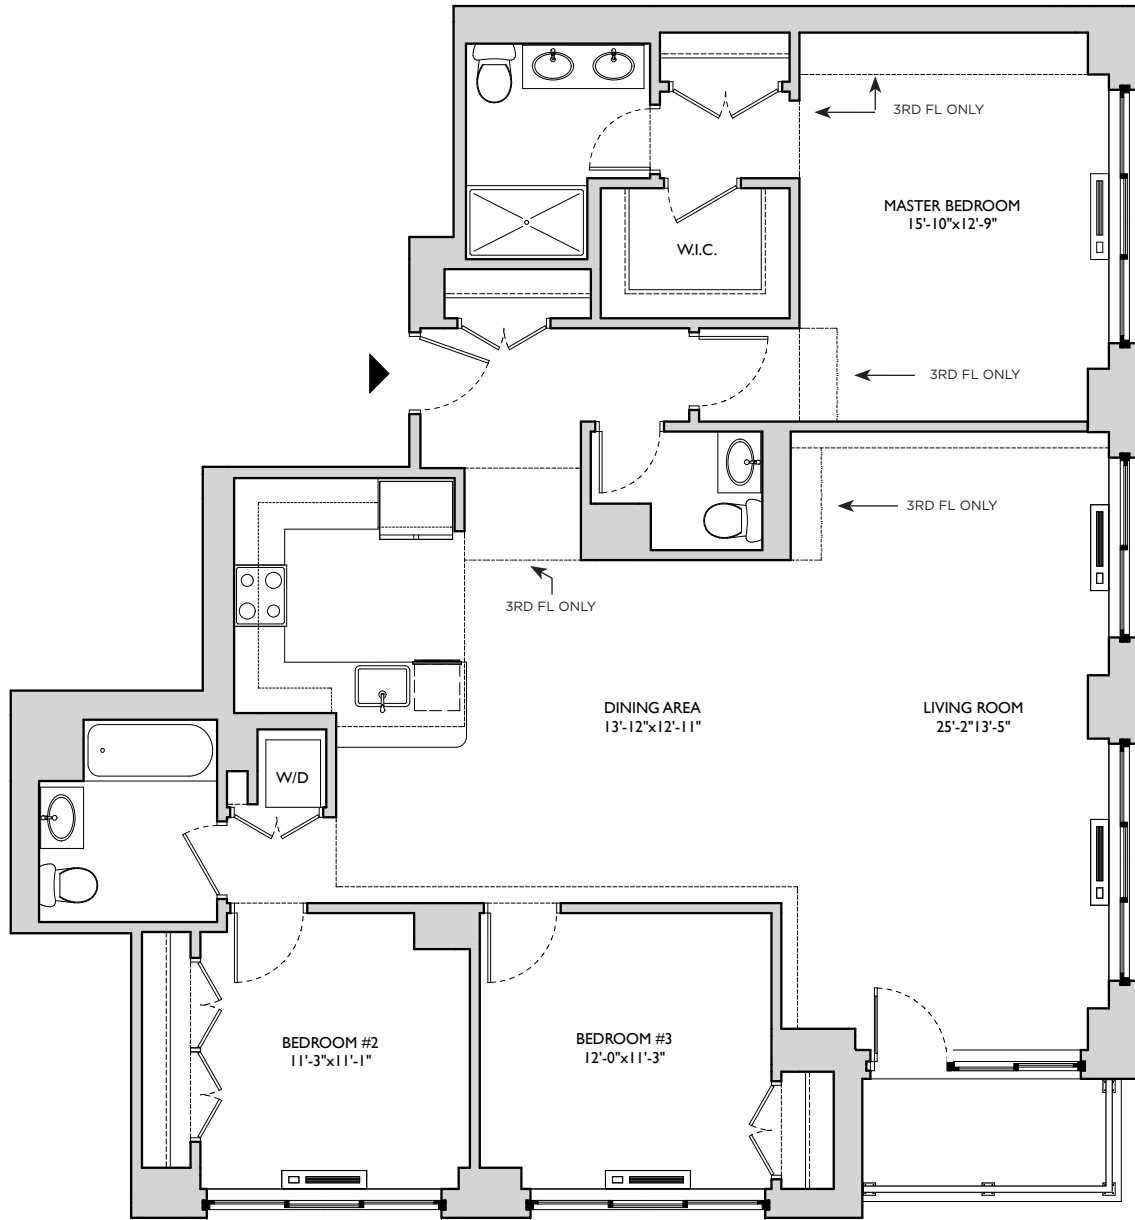 3RD FL ONLY
MASTER BEDROOM
15'-10"x12'-9"
W.I.C.
3RD FL ONLY
3RD FL ONLY
3RD FL ONLY
DINING AREA
13'-12"x12'-11"
LIVING ROOM
25'-2"13'-5"
W/D
BEDROOM #2
11'-3"x11'-1"
BEDROOM #3
12'-0"x11'-3"